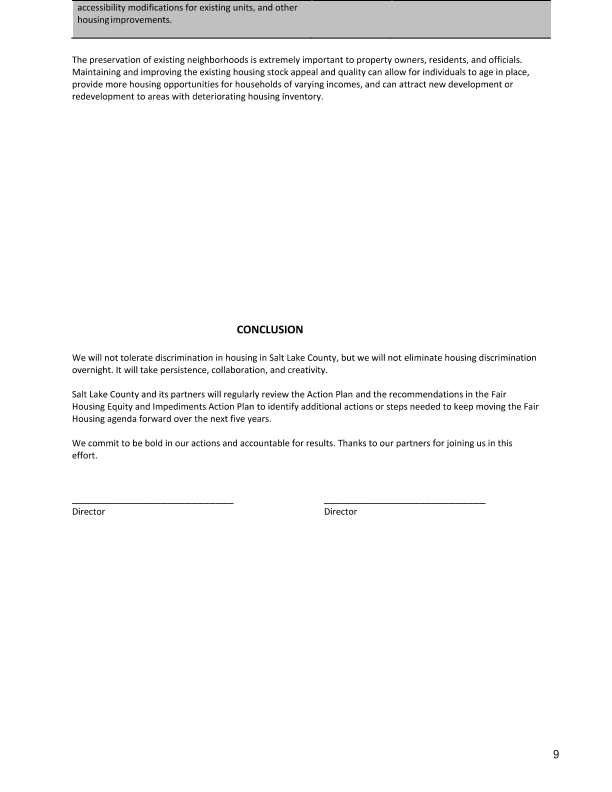 accessibility modifications for existing units, and other
housing improvements.
The preservation of existing neighborhoods is extremely important to property owners, residents, and officials.
Maintaining and improving the existing housing stock appeal and quality can allow for individuals to age in place,
provide more housing opportunities for households of varying incomes, and can attract new development or
redevelopment to areas with deteriorating housing inventory.
CONCLUSION
We will not tolerate discrimination in housing in Salt Lake County, but we will not eliminate housing discrimination
overnight. It will take persistence, collaboration, and creativity.
Salt Lake County and its partners will regularly review the Action Plan and the recommendations in the Fair
Housing Equity and Impediments Action Plan to identify additional actions or steps needed to keep moving the Fair
Housing agenda forward over the next five years.
We commit to be bold in our actions and accountable for results. Thanks to our partners for joining us in this
effort.
Director Director
9